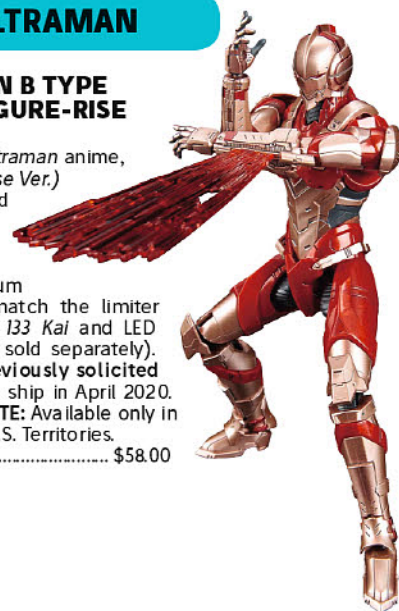 LTRAMAN
N B TYPE
GURE-RISE
traman anime,
se Ver.)
d
um
match the limiter
133 Kai and LED
sold separately).
eviously solicited
ship in April 2020.
TE: Available only in
.S. Territories.
........................ $58.00